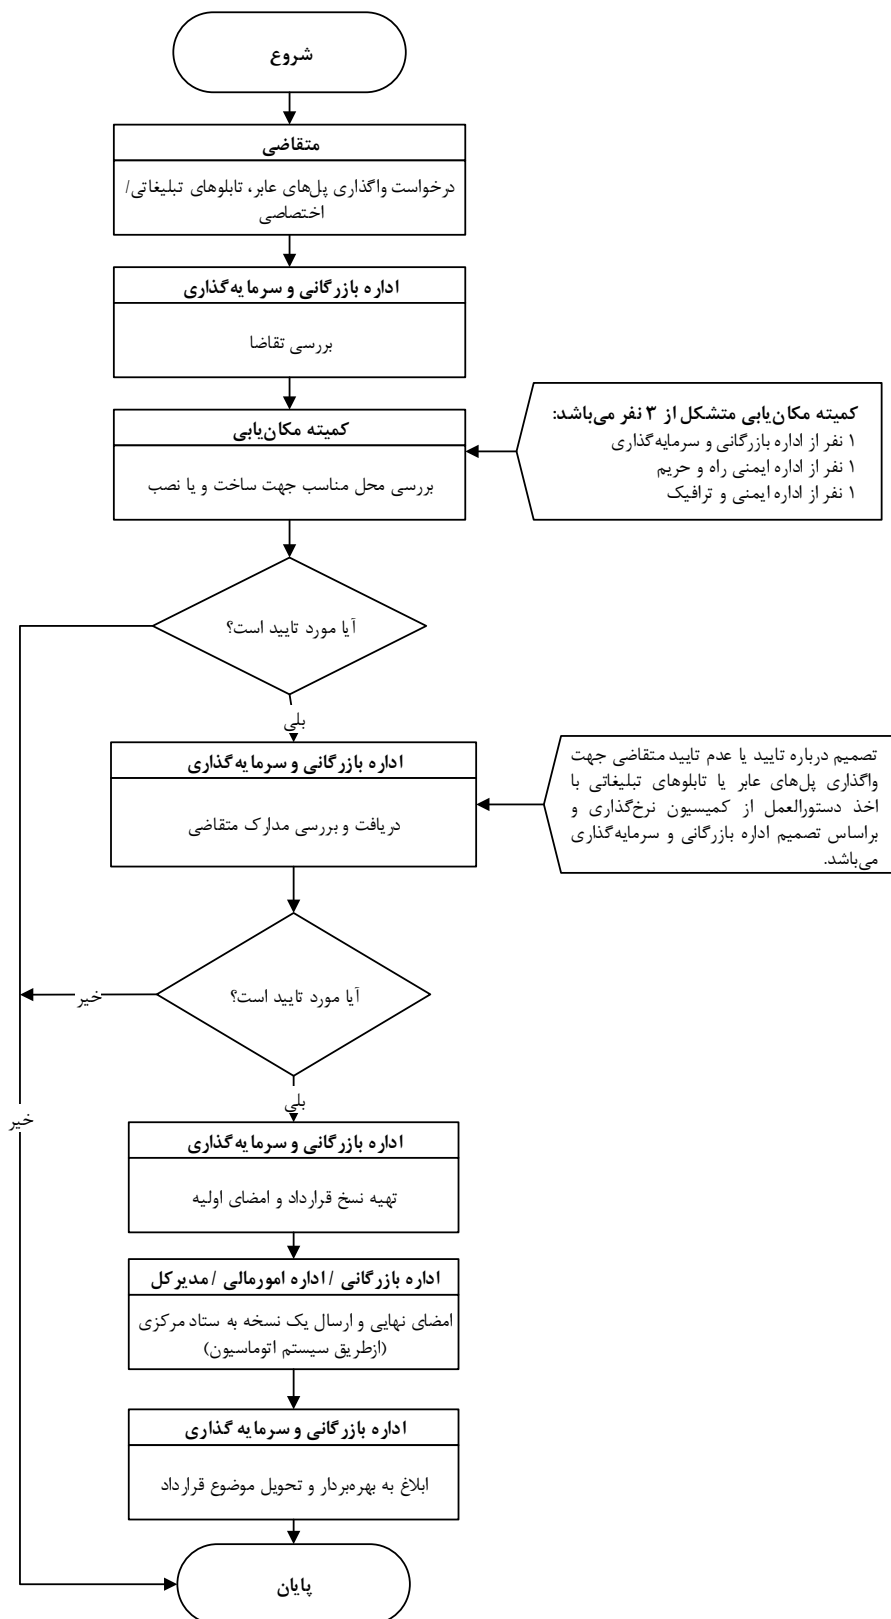 شروع
متقاضی
درخواست واگذاری پل‌های عابر، تابلوهای تبلیغاتی/
اختصاصی
اداره بازرگانی و سرمایه‌گذاری
بررسی تقاضا
کمیته مکان‌یابی
بررسی محل مناسب جهت ساخت و یا نصب
کمیته مکان‌یابی متشکل از ۳ نفر می‌باشد:
۱ نفر از اداره بازرگانی و سرمایه‌گذاری
۱ نفر از اداره ایمنی راه و حریم
۱ نفر از اداره ایمنی و ترافیک
آیا مورد تایید است؟
بلی
اداره بازرگانی و سرمایه‌گذاری
دریافت و بررسی مدارک متقاضی
تصمیم درباره تایید یا عدم تایید متقاضی جهت
واگذاری پل‌های عابر یا تابلوهای تبلیغاتی با
اخذ دستورالعمل از کمیسیون نرخ‌گذاری و
براساس تصمیم اداره بازرگانی و سرمایه‌گذاری
می‌باشد.
آیا مورد تایید است؟
خیر
بلی
خیر
اداره بازرگانی و سرمایه‌گذاری
تهیه نسخ قرارداد و امضای اولیه
اداره بازرگانی / اداره امورمالی / مدیرکل
امضای نهایی و ارسال یک نسخه به ستاد مرکزی
(ازطریق سیستم اتوماسیون)
اداره بازرگانی و سرمایه گذاری
ابلاغ به بهره‌بردار و تحویل موضوع قرارداد
پایان